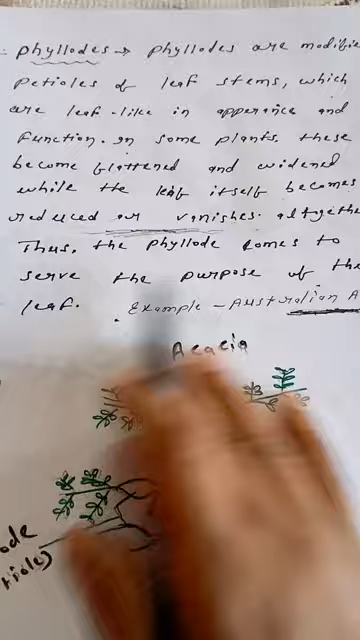 Phyllodes → Phyllodes are modifie
Petioles of leaf stems, which
are leaf-like in apperance and
function. In some plants, these
become flattened and widened
while the leaf itself becomes
reduced or vanishes. altogethe
Thus, the phyllode comes to
serve the purpose of the
leaf. Example - Australian A
Acacia
ode
tioles